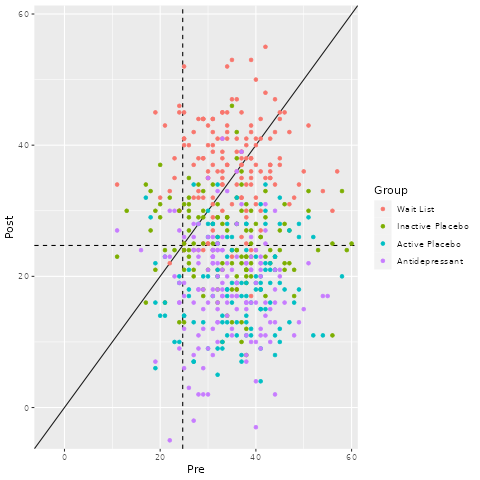 60
40
20
0
Post
0
20
40
60
Pre
Group
Wait List
Inactive Placebo
Active Placebo
Antidepressant